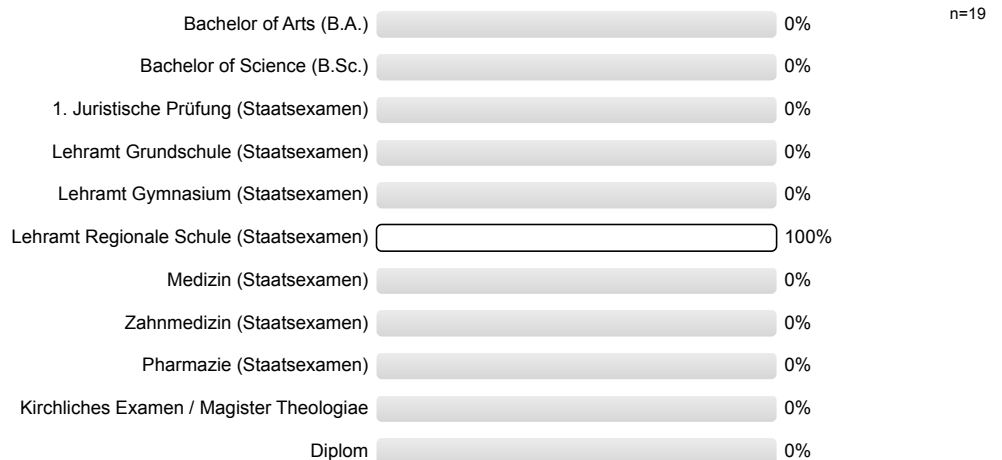 n=19
Bachelor of Arts (B.A.) 0%
Bachelor of Science (B.Sc.) 0%
1. Juristische Prüfung (Staatsexamen) 0%
Lehramt Grundschule (Staatsexamen) 0%
Lehramt Gymnasium (Staatsexamen) 0%
Lehramt Regionale Schule (Staatsexamen) 100%
Medizin (Staatsexamen) 0%
Zahnmedizin (Staatsexamen) 0%
Pharmazie (Staatsexamen) 0%
Kirchliches Examen / Magister Theologiae 0%
Diplom 0%